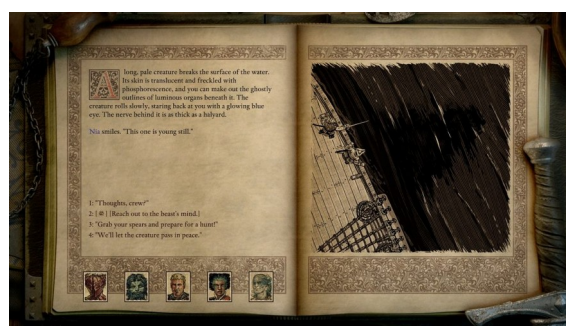 A long, pale creature breaks the surface of the water.
Its skin is translucent and freckled with
phosphorescence, and you can make out the ghostly
outlines of luminous organs beneath it. The
creature rolls slowly, staring back at you with a glowing blue
eye. The nerve behind it is as thick as a halyard.
Nia smiles. "This one is young still."
1: "Thoughts, crew?"
2: [ @ ] [Reach out to the beast's mind.]
3: "Grab your spears and prepare for a hunt!"
4: "We'll let the creature pass in peace."